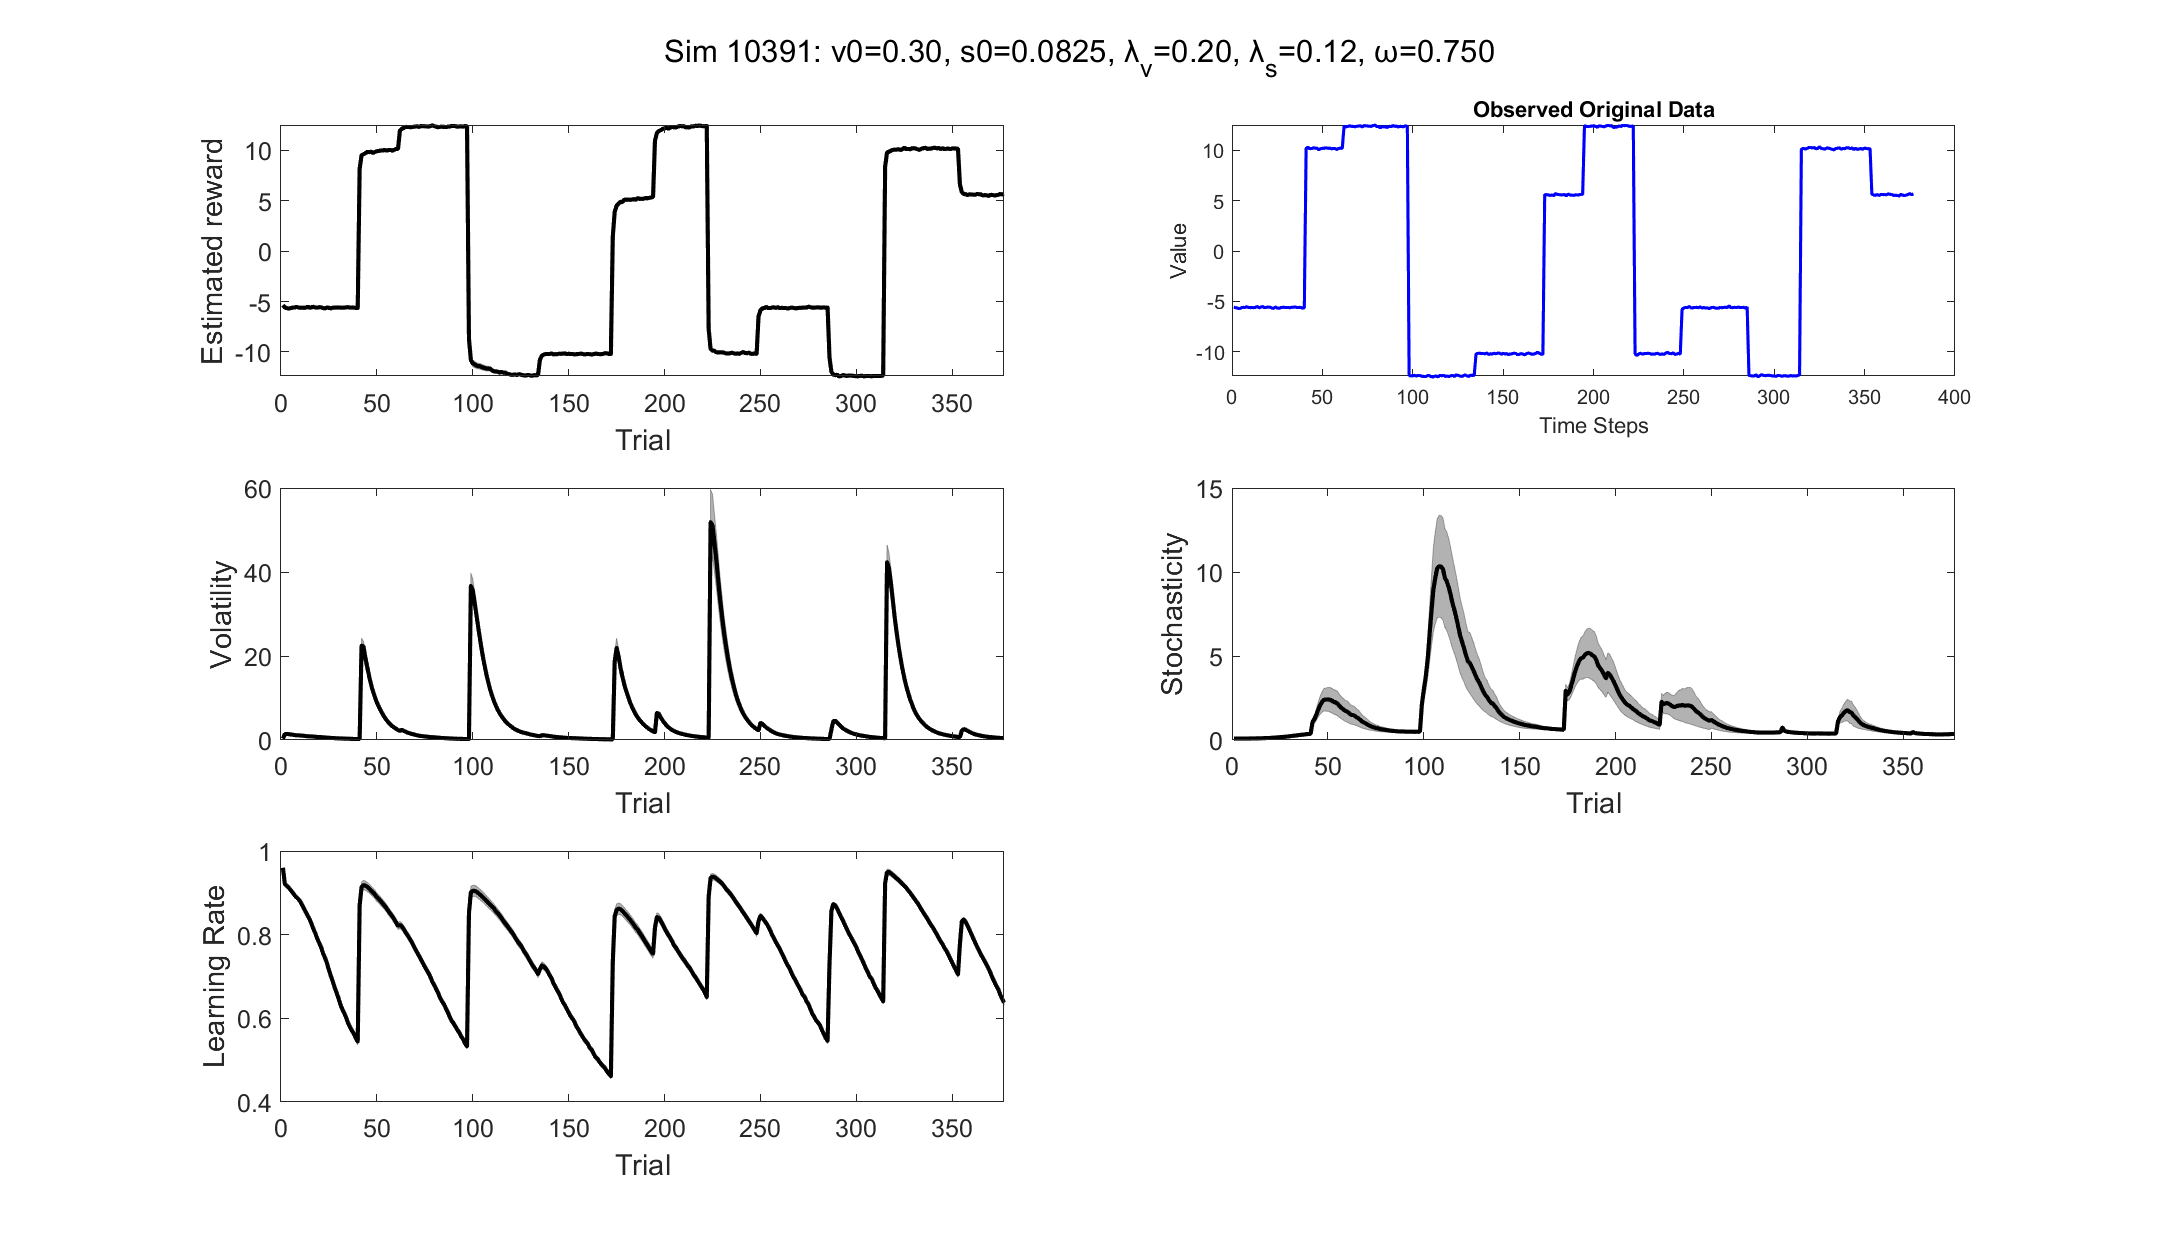 Sim 10391: v0=0.30, s0=0.0825, λ_v=0.20, λ_s=0.12, ω=0.750
Estimated reward
10
5
0
-5
-10
0 50 100 150 200 250 300 350
Trial
Observed Original Data
Value
10
5
0
-5
-10
0 50 100 150 200 250 300 350 400
Time Steps
Volatility
60
40
20
0
0 50 100 150 200 250 300 350
Trial
Stochasticity
15
10
5
0
0 50 100 150 200 250 300 350
Trial
Learning Rate
1
0.8
0.6
0.4
0 50 100 150 200 250 300 350
Trial